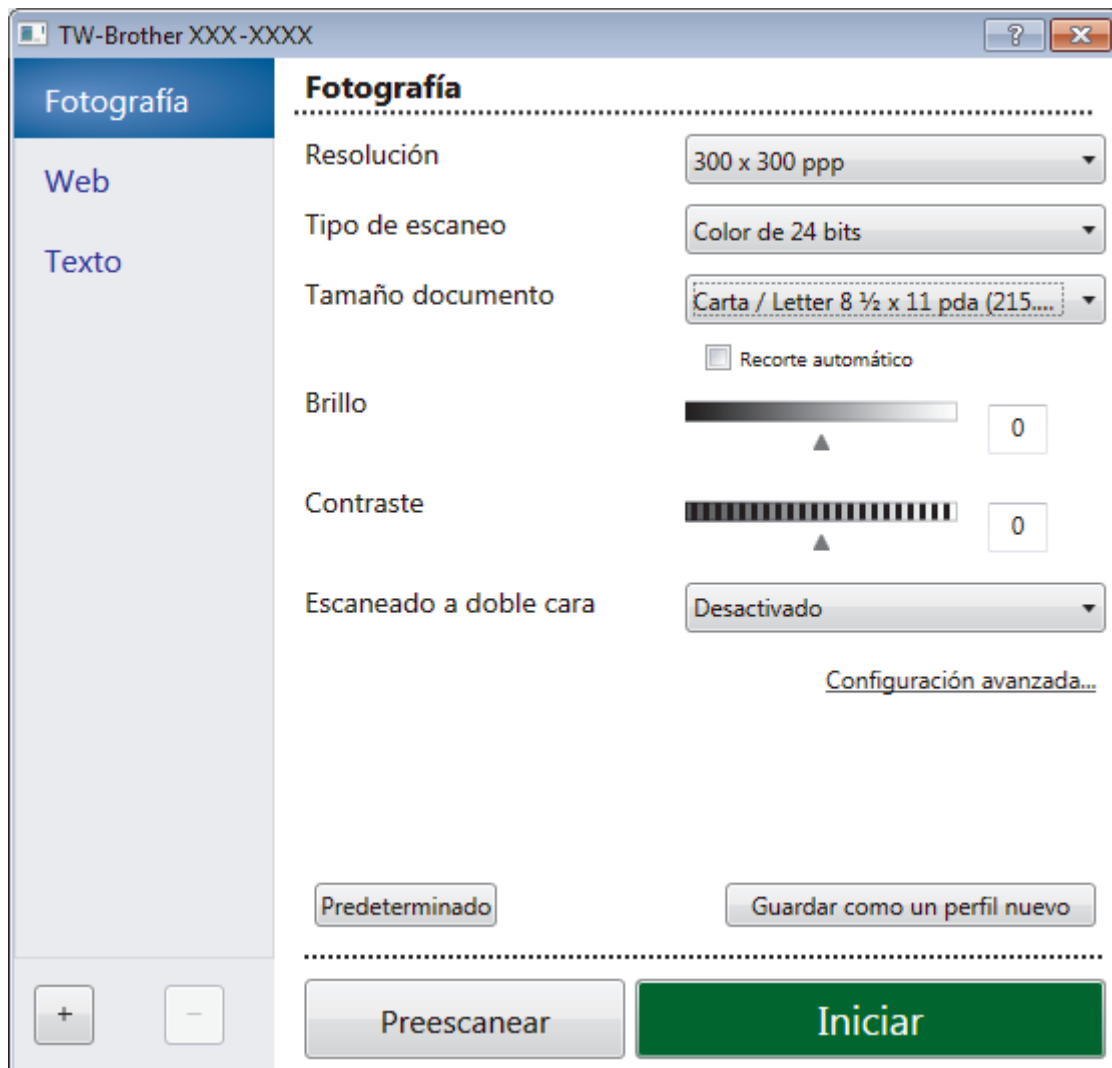 TW-Brother XXX-XXXX
Fotografía
Web
Texto
Fotografía
Resolución
300 x 300 ppp
Tipo de escaneo
Color de 24 bits
Tamaño documento
Carta / Letter 8 ½ x 11 pda (215....
Recorte automático
Brillo
0
Contraste
0
Escaneado a doble cara
Desactivado
Configuración avanzada...
Predeterminado
Guardar como un perfil nuevo
+
−
Preescanear
Iniciar